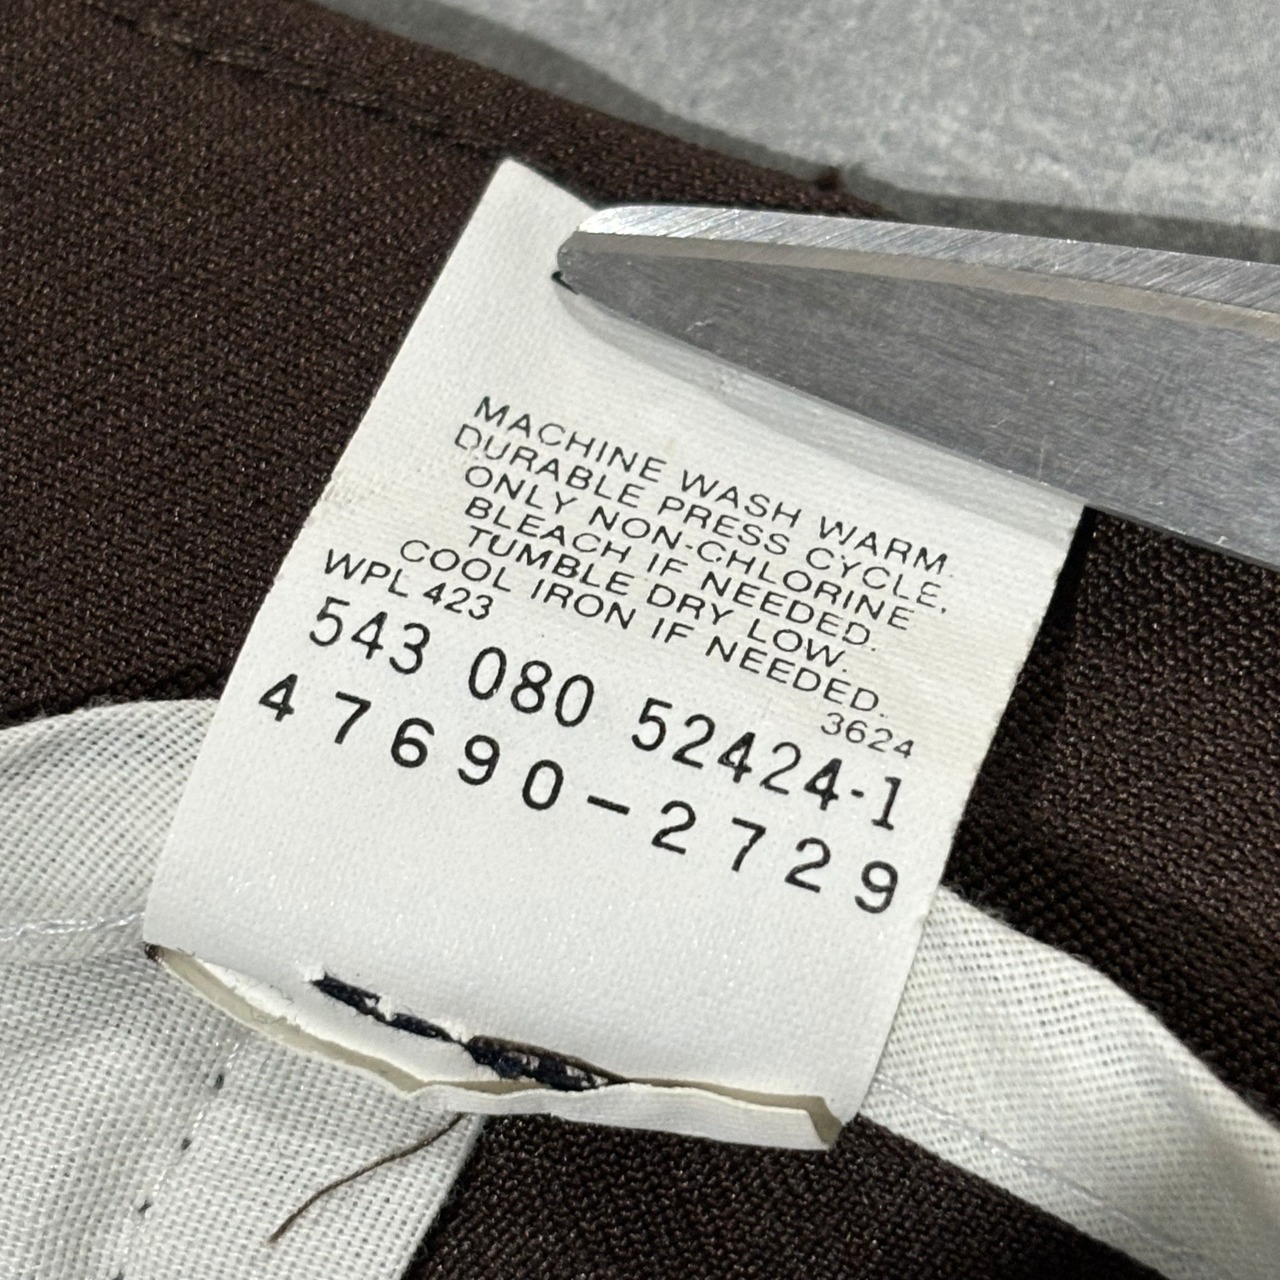 MACHINE WASH WARM.
DURABLE PRESS CYCLE.
ONLY NON-CHLORINE
BLEACH IF NEEDED.
TUMBLE DRY LOW.
COOL IRON IF NEEDED.
WPL 423
3624
543 080 52424-1
47690-2729